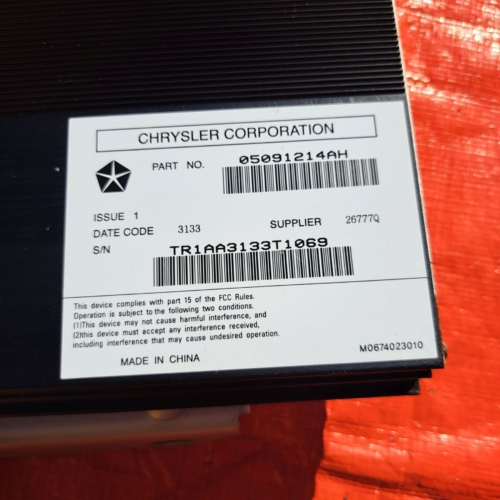 CHRYSLER CORPORATION
PART NO. 05091214AH
ISSUE 1
DATE CODE 3133 SUPPLIER 26777Q
S/N TR1AA3133T1069
This device complies with part 15 of the FCC Rules.
Operation is subject to the following two conditions.
(1)This device may not cause harmful interference, and
(2)this device must accept any interference received,
including interference that may cause undesired operation.
MADE IN CHINA
M0674023010